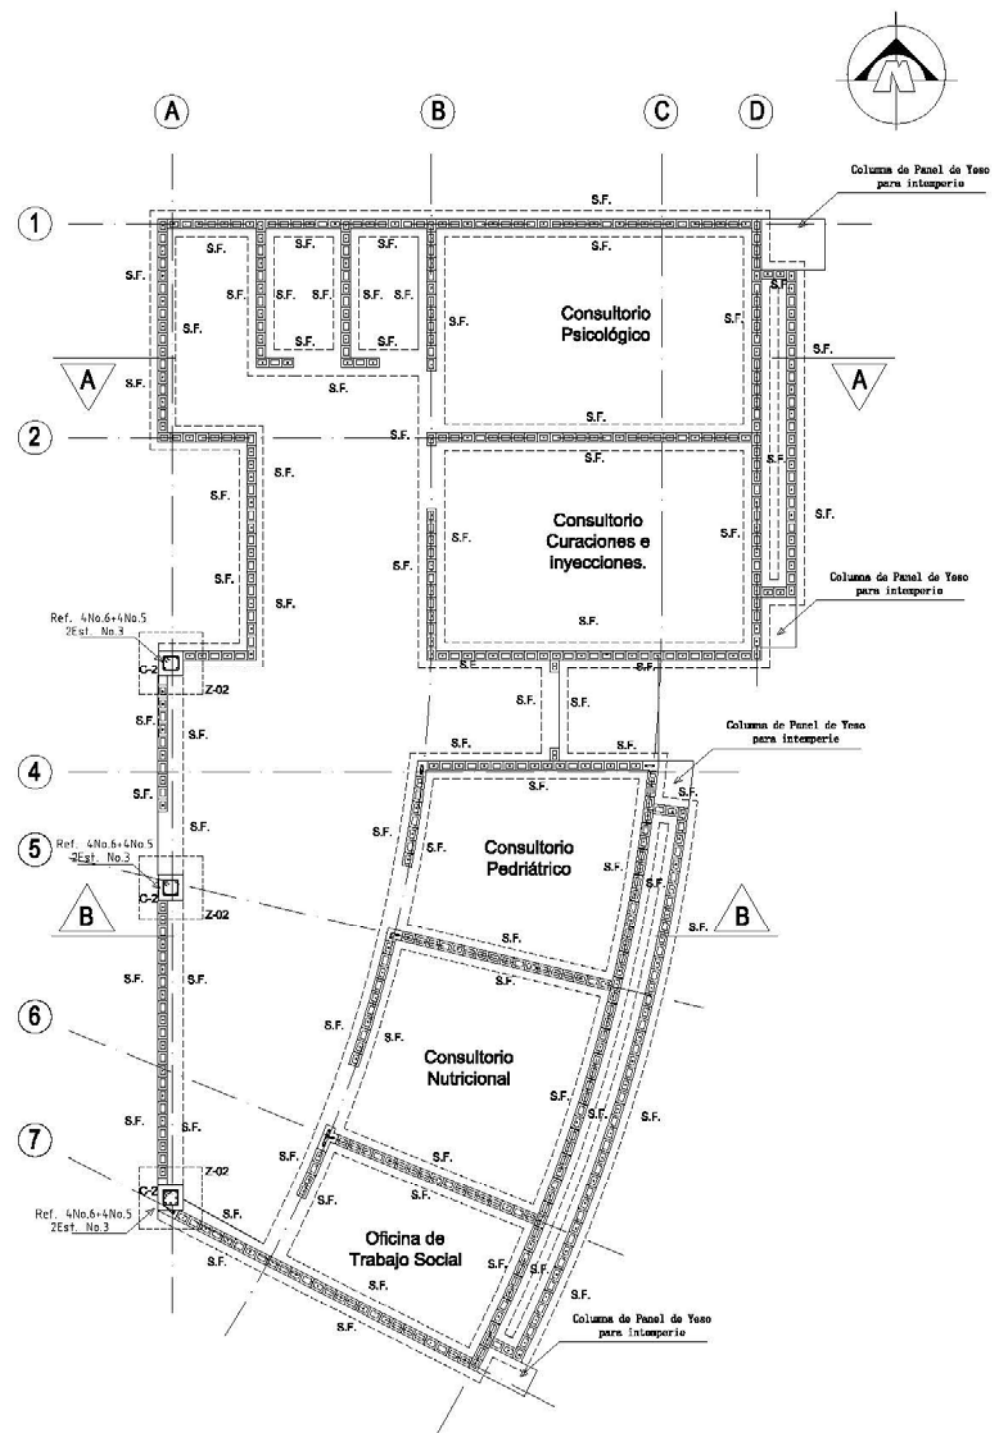 A B C D
Columna de Panel de Yeso
para intemperie
S.F.
1
S.F. S.F. S.F. S.F.
S.F. S.F.
S.F. S.F. S.F. S.F. S.F. S.F.
Consultorio
Psicológico
S.F. S.F. S.F. S.F.
S.F. S.F. S.F.
A A
S.F. S.F.
S.F.
2
S.F.
S.F. S.F. S.F.
S.F.
Consultorio
Curaciones e
inyecciones.
S.F. S.F. S.F.
S.F. S.F.
S.F. S.F.
Columna de Panel de Yeso
para intemperie
Ref. 4No.6+4No.5
2Est. No.3
S.F.
C-2 S.F. S.F.
Z-02
S.F. S.F.
S.F. S.F.
Columna de Panel de Yeso
para intemperie
S.F. S.F.
4
S.F. S.F. S.F.
S.F. S.F.
5
Ref. 4No.6+4No.5
2Est. No.3
Consultorio
Pedriátrico
S.F. S.F.
S.F.
C-2
Z-02
B B
S.F.
S.F.
S.F. S.F. S.F.
6
S.F. S.F.
Consultorio
Nutricional
S.F. S.F. S.F.
7
S.F. S.F.
S.F. S.F.
Z-02
C-2
S.F.
Ref. 4No.6+4No.5
2Est. No.3
S.F.
Oficina de
Trabajo Social
S.F. S.F. S.F. S.F.
S.F.
S.F.
Columna de Panel de Yeso
para intemperie